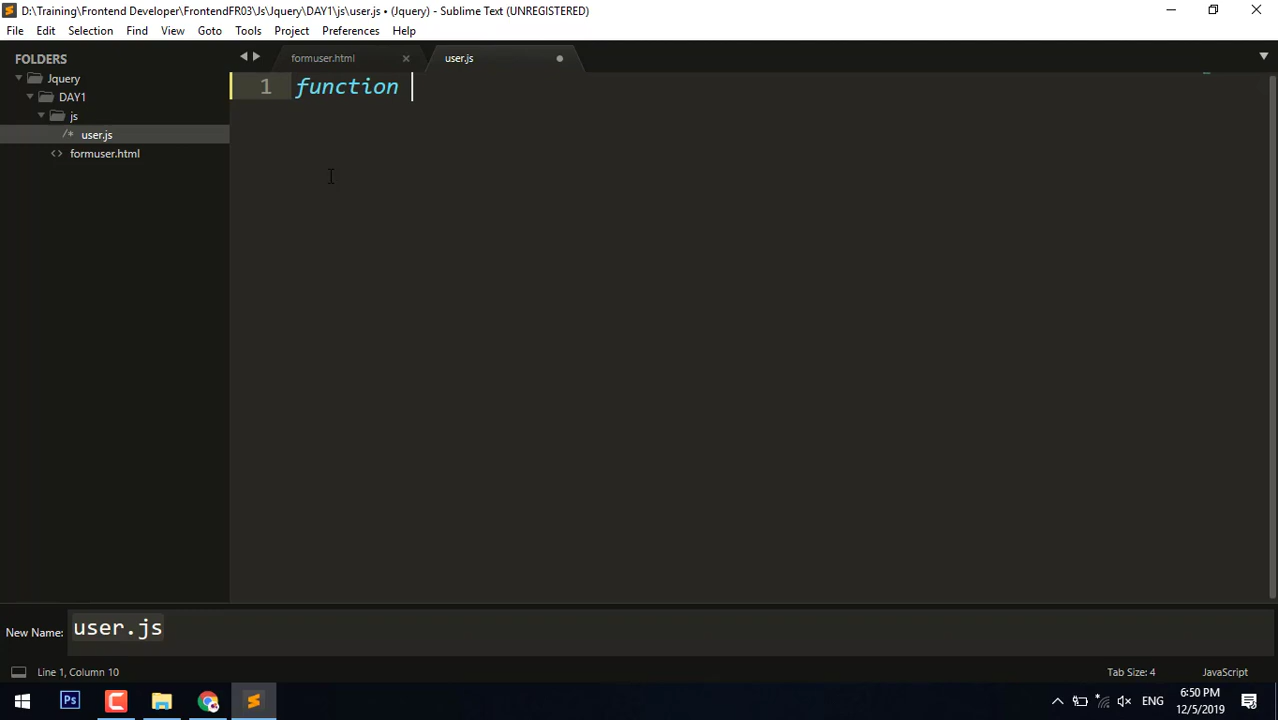 D:\Training\Frontend Developer\FrontendFR03\Js\Jquery\DAY1\js\user.js • (Jquery) - Sublime Text (UNREGISTERED)
File Edit Selection Find View Goto Tools Project Preferences Help
FOLDERS
Jquery
DAY1
js
/* user.js
<> formuser.html
formuser.html ×
user.js
1 function
New Name: user.js
Line 1, Column 10
Tab Size: 4
JavaScript
Ps
ENG
6:50 PM
12/5/2019